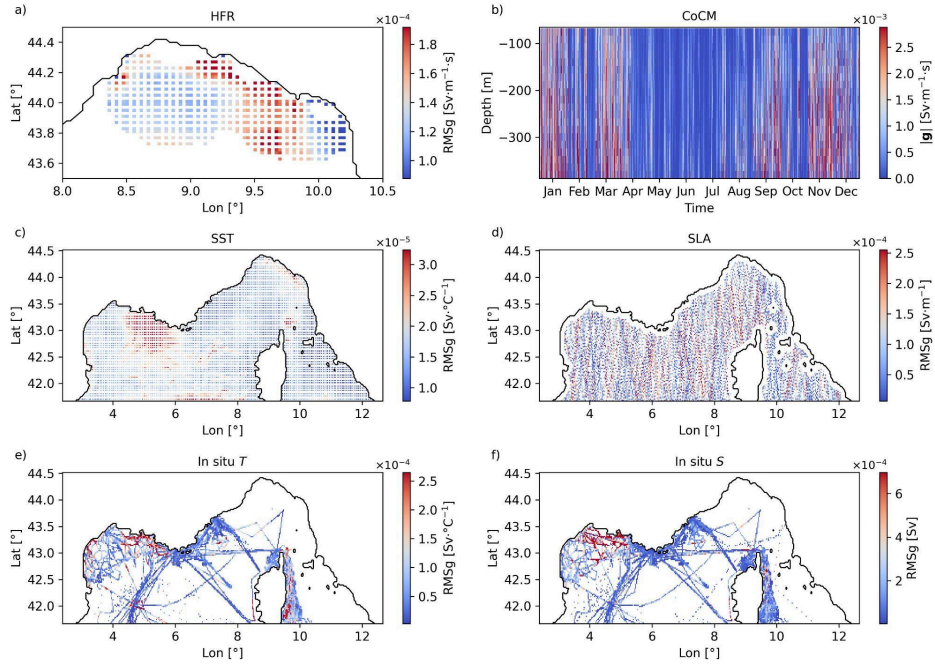 a) HFR ×10⁻⁴
44.4
44.2
44.0
43.8
43.6
Lat [°]
8.0 8.5 9.0 9.5 10.0 10.5
Lon [°]
1.8
1.6
1.4
1.2
1.0
RMSg [Sv·m⁻¹·s]
b) CoCM ×10⁻³
−100
−200
−300
Depth [m]
Jan Feb Mar Apr May Jun Jul Aug Sep Oct Nov Dec
Time
2.5
2.0
1.5
1.0
0.5
0.0
|g| [Sv·m⁻¹·s]
c) SST ×10⁻⁵
44.5
44.0
43.5
43.0
42.5
42.0
Lat [°]
4 6 8 10 12
Lon [°]
3.0
2.5
2.0
1.5
1.0
RMSg [Sv·°C⁻¹]
d) SLA ×10⁻⁴
44.5
44.0
43.5
43.0
42.5
42.0
Lat [°]
4 6 8 10 12
Lon [°]
2.5
2.0
1.5
1.0
0.5
RMSg [Sv·m⁻¹]
e) In situ T ×10⁻⁴
44.5
44.0
43.5
43.0
42.5
42.0
Lat [°]
4 6 8 10 12
Lon [°]
2.5
2.0
1.5
1.0
0.5
RMSg [Sv·°C⁻¹]
f) In situ S ×10⁻⁴
44.5
44.0
43.5
43.0
42.5
42.0
Lat [°]
4 6 8 10 12
Lon [°]
6
4
2
RMSg [Sv]